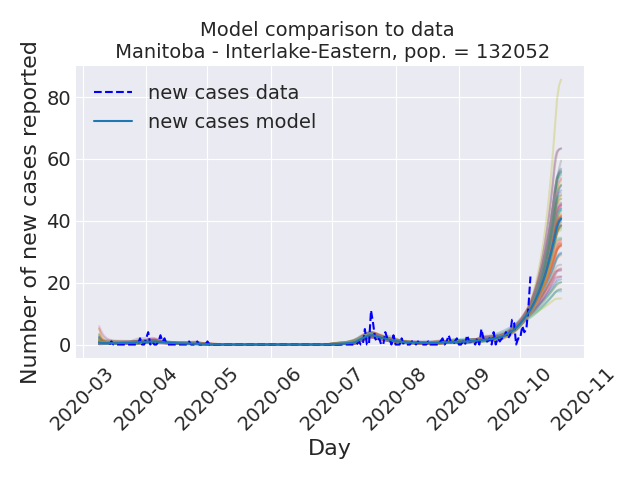 Model comparison to data
Manitoba - Interlake-Eastern, pop. = 132052
Number of new cases reported
80
60
40
20
0
new cases data
new cases model
2020-03
2020-04
2020-05
2020-06
2020-07
2020-08
2020-09
2020-10
2020-11
Day